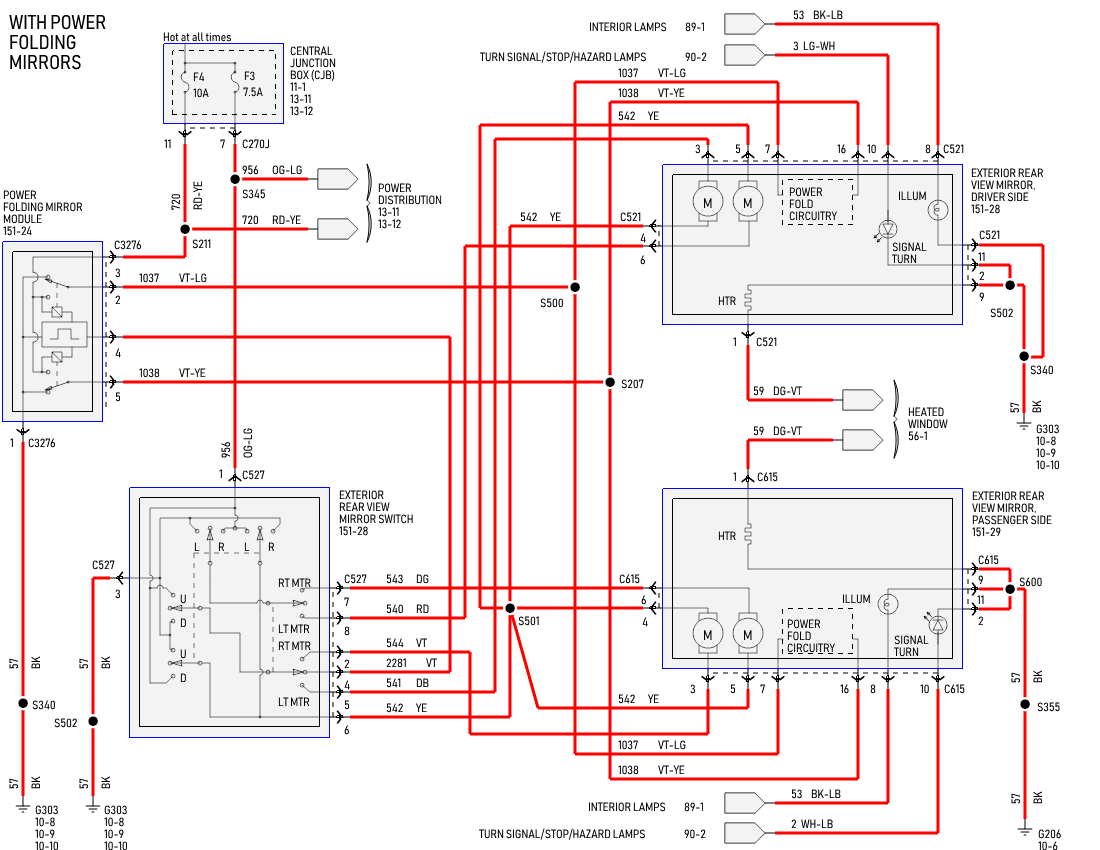 WITH POWER
FOLDING
MIRRORS
Hot at all times
F4
10A
F3
7.5A
CENTRAL
JUNCTION
BOX (CJB)
11-1
13-11
13-12
11
7
C270J
956 OG-LG
S345
720
RD-YE
720 RD-YE
S211
POWER
DISTRIBUTION
13-11
13-12
POWER
FOLDING MIRROR
MODULE
151-24
C3276
3
1037 VT-LG
2
4
1038 VT-YE
5
1
C3276
S500
S207
956
OG-LG
1
C527
INTERIOR LAMPS 89-1
53 BK-LB
TURN SIGNAL/STOP/HAZARD LAMPS 90-2
3 LG-WH
1037 VT-LG
1038 VT-YE
542 YE
3
5
7
16
10
8
C521
EXTERIOR REAR
VIEW MIRROR,
DRIVER SIDE
151-28
M
M
POWER
FOLD
CIRCUITRY
ILLUM
SIGNAL
TURN
542 YE
C521
4
6
HTR
C521
11
2
9
S502
S340
57
BK
G303
10-8
10-9
10-10
1
C521
59 DG-VT
59 DG-VT
HEATED
WINDOW
56-1
1
C615
EXTERIOR
REAR VIEW
MIRROR SWITCH
151-28
L
R
L
R
C527
3
U
D
U
D
RT MTR
LT MTR
RT MTR
LT MTR
C527
7
8
2
4
5
6
543 DG
540 RD
544 VT
2281 VT
541 DB
542 YE
S501
EXTERIOR REAR
VIEW MIRROR,
PASSENGER SIDE
151-29
HTR
C615
6
4
M
M
POWER
FOLD
CIRCUITRY
ILLUM
SIGNAL
TURN
C615
9
11
2
S600
3
5
7
16
8
10
C615
542 YE
1037 VT-LG
1038 VT-YE
INTERIOR LAMPS 89-1
53 BK-LB
TURN SIGNAL/STOP/HAZARD LAMPS 90-2
2 WH-LB
57
BK
S355
57
BK
G206
10-6
57
BK
S340
57
BK
G303
10-8
10-9
10-10
57
BK
S502
57
BK
G303
10-8
10-9
10-10